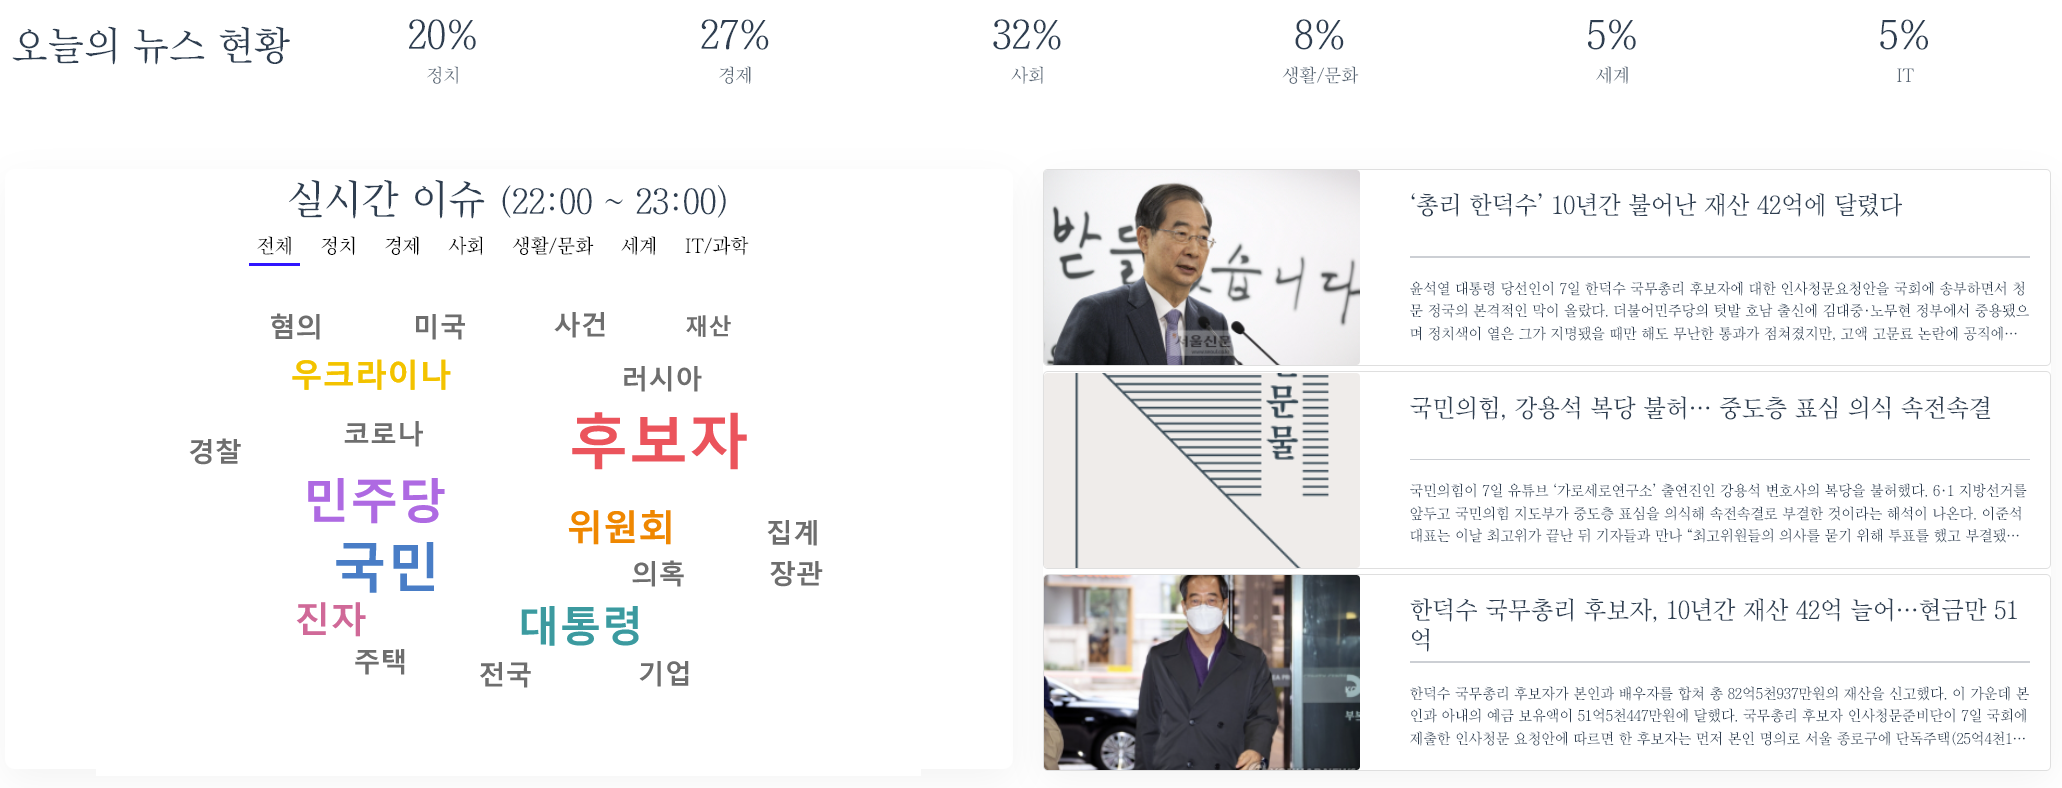 오늘의 뉴스 현황
20%
정치
27%
경제
32%
사회
8%
생활/문화
5%
세계
5%
IT
실시간 이슈 (22:00 ~ 23:00)
전체 정치 경제 사회 생활/문화 세계 IT/과학
혐의 미국 사건 재산
우크라이나 러시아
코로나 후보자
경찰
민주당
위원회 집계
국민 의혹 장관
진자 대통령
주택 전국 기업
받들 습니다
서울신문
‘총리 한덕수’ 10년간 불어난 재산 42억에 달렸다
윤석열 대통령 당선인이 7일 한덕수 국무총리 후보자에 대한 인사청문요청안을 국회에 송부하면서 청
문 정국의 본격적인 막이 올랐다. 더불어민주당의 텃밭 호남 출신에 김대중·노무현 정부에서 중용됐으
며 정치색이 옅은 그가 지명됐을 때만 해도 무난한 통과가 점쳐졌지만, 고액 고문료 논란에 공직에…
문
물
국민의힘, 강용석 복당 불허… 중도층 표심 의식 속전속결
국민의힘이 7일 유튜브 ‘가로세로연구소’ 출연진인 강용석 변호사의 복당을 불허했다. 6·1 지방선거를
앞두고 국민의힘 지도부가 중도층 표심을 의식해 속전속결로 부결한 것이라는 해석이 나온다. 이준석
대표는 이날 최고위가 끝난 뒤 기자들과 만나 “최고위원들의 의사를 묻기 위해 투표를 했고 부결됐…
한덕수 국무총리 후보자, 10년간 재산 42억 늘어…현금만 51
억
한덕수 국무총리 후보자가 본인과 배우자를 합쳐 총 82억5천937만원의 재산을 신고했다. 이 가운데 본
인과 아내의 예금 보유액이 51억5천447만원에 달했다. 국무총리 후보자 인사청문준비단이 7일 국회에
제출한 인사청문 요청안에 따르면 한 후보자는 먼저 본인 명의로 서울 종로구에 단독주택(25억4천1…